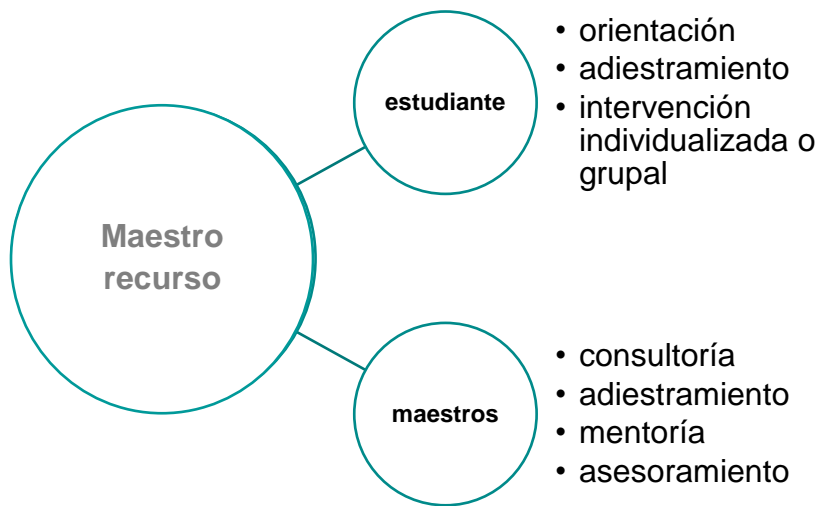 Maestro
recurso
estudiante
• orientación
• adiestramiento
• intervención
individualizada o
grupal
maestros
• consultoría
• adiestramiento
• mentoría
• asesoramiento